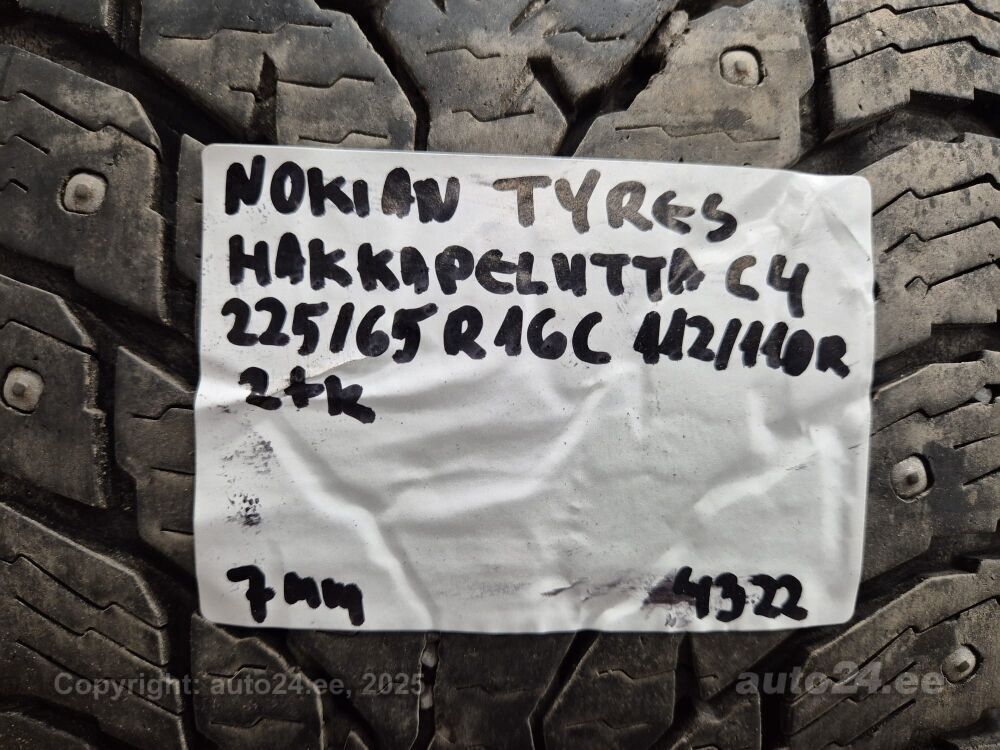 NOKIAN TYRES
HAKKAPELIITTA C4
225/65 R16C 112/110R
2tk
7mm 4322
Copyright: auto24.ee, 2025 auto24.ee